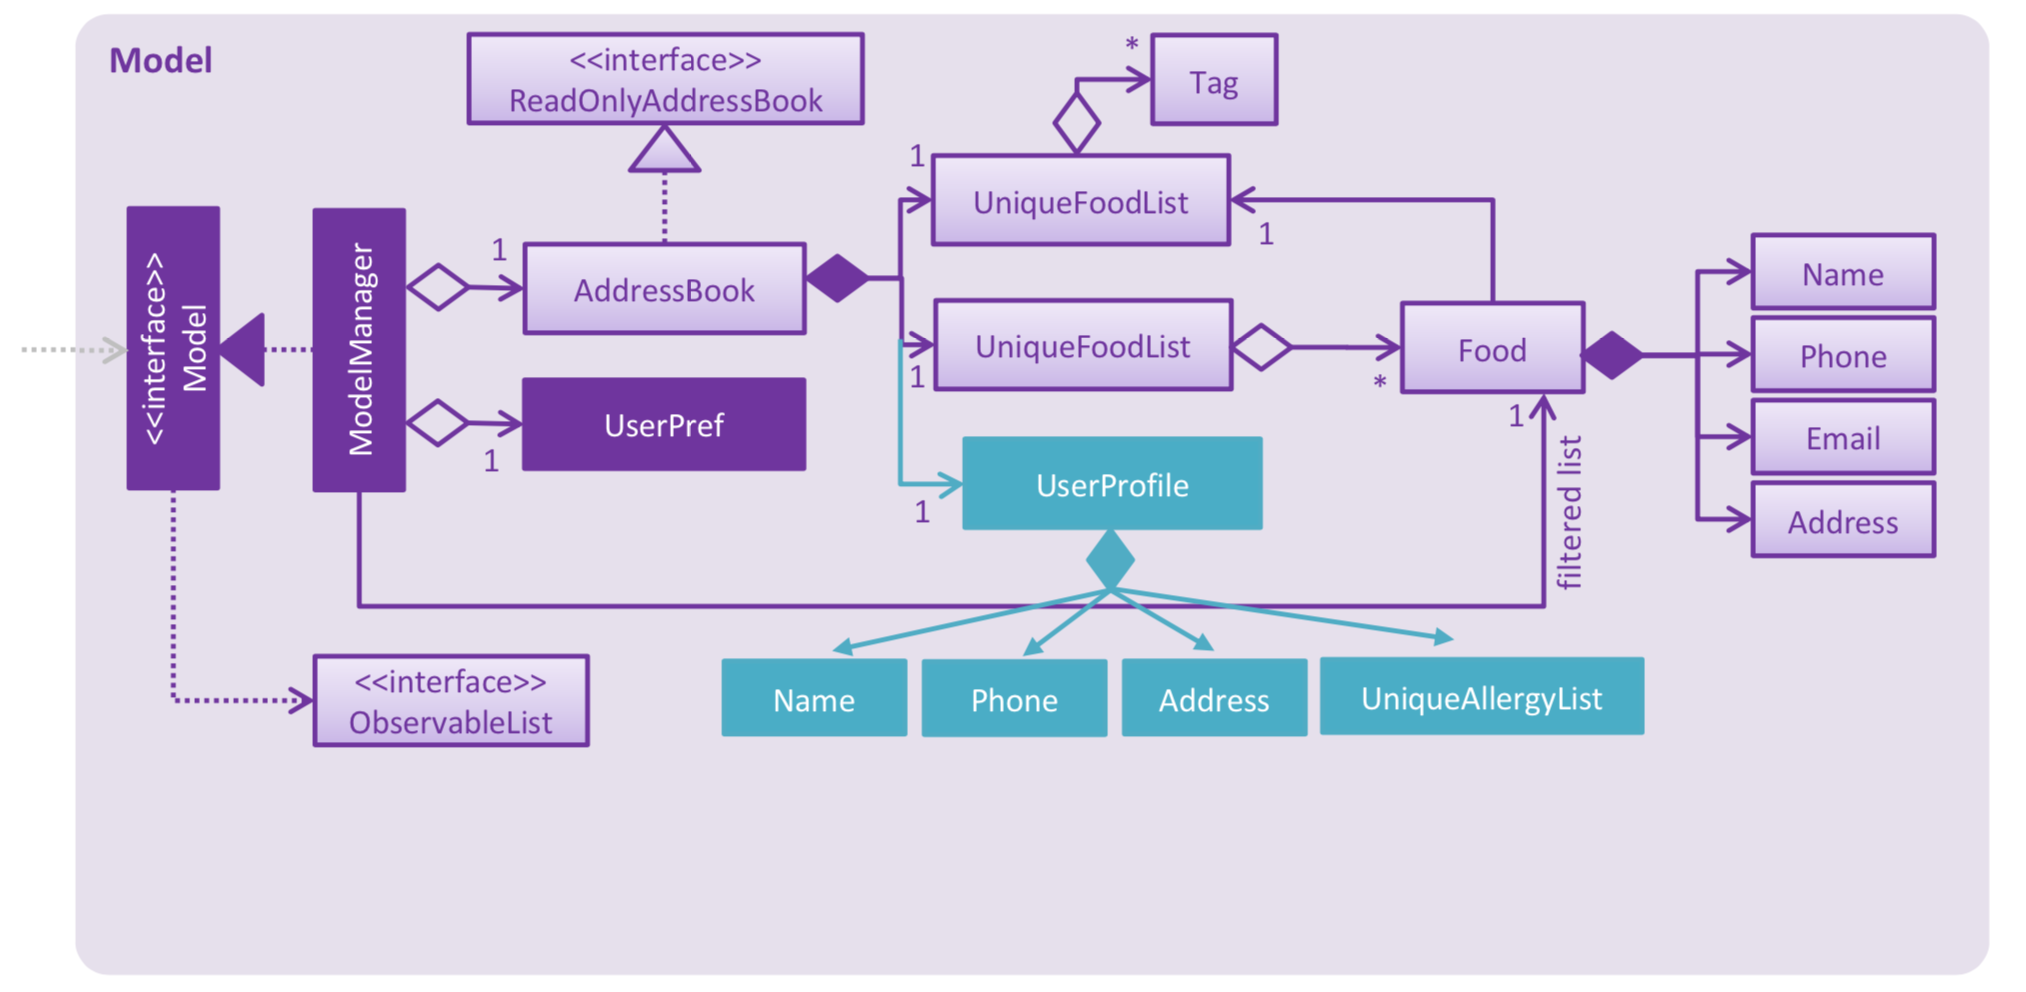 Model
<<interface>>
ReadOnlyAddressBook
*
Tag
1
UniqueFoodList
1
<<interface>>
Model
ModelManager
1
AddressBook
1
UniqueFoodList
*
Food
1
filtered list
Name
Phone
Email
Address
1
UserPref
1
UserProfile
Name
Phone
Address
UniqueAllergyList
<<interface>>
ObservableList